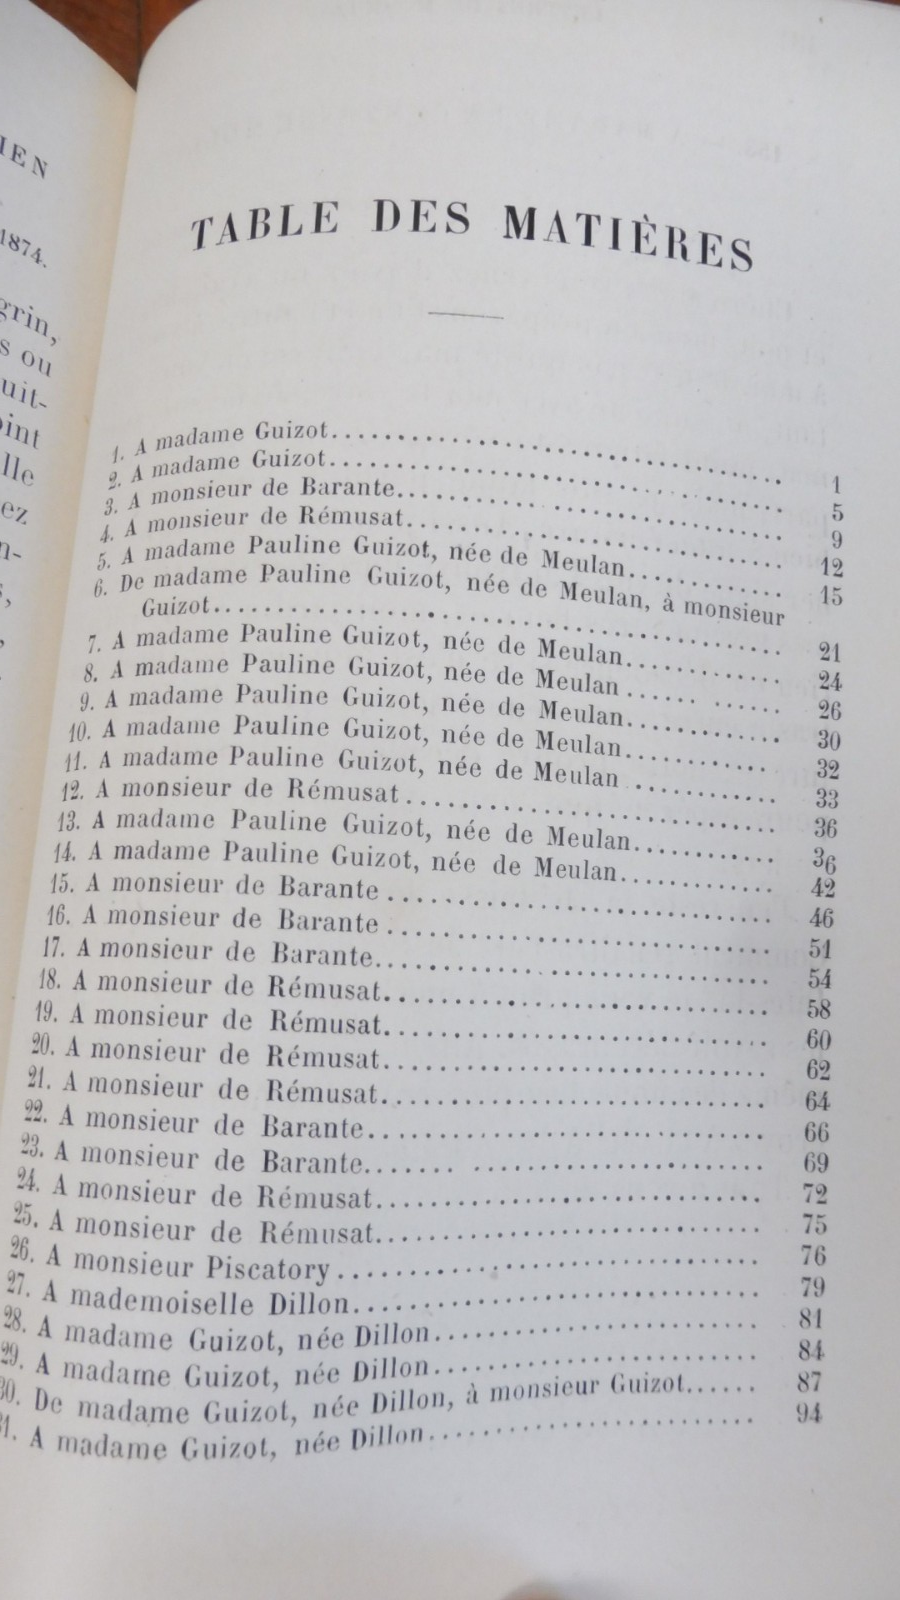 IEN
1874.
grin,
s ou
uit-
oint
lle
ez
n-
TABLE DES MATIÈRES
1. A madame Guizot........ 1
2. A madame Guizot........ 5
3. A monsieur de Barante........ 9
4. A monsieur de Rémusat........ 12
5. A madame Pauline Guizot, née de Meulan........ 15
6. De madame Pauline Guizot, née de Meulan, à monsieur
Guizot........ 21
7. A madame Pauline Guizot, née de Meulan........ 24
8. A madame Pauline Guizot, née de Meulan........ 26
9. A madame Pauline Guizot, née de Meulan........ 30
10. A madame Pauline Guizot, née de Meulan........ 32
11. A madame Pauline Guizot, née de Meulan........ 33
12. A monsieur de Rémusat........ 36
13. A madame Pauline Guizot, née de Meulan........ 36
14. A madame Pauline Guizot, née de Meulan........ 42
15. A monsieur de Barante........ 46
16. A monsieur de Barante........ 51
17. A monsieur de Barante........ 54
18. A monsieur de Rémusat........ 58
19. A monsieur de Rémusat........ 60
20. A monsieur de Rémusat........ 62
21. A monsieur de Rémusat........ 64
22. A monsieur de Barante........ 66
23. A monsieur de Barante........ 69
24. A monsieur de Rémusat........ 72
25. A monsieur de Rémusat........ 75
26. A monsieur Piscatory........ 76
27. A mademoiselle Dillon........ 79
28. A madame Guizot, née Dillon........ 81
29. A madame Guizot, née Dillon........ 84
30. De madame Guizot, née Dillon, à monsieur Guizot...... 87
31. A madame Guizot, née Dillon........ 94